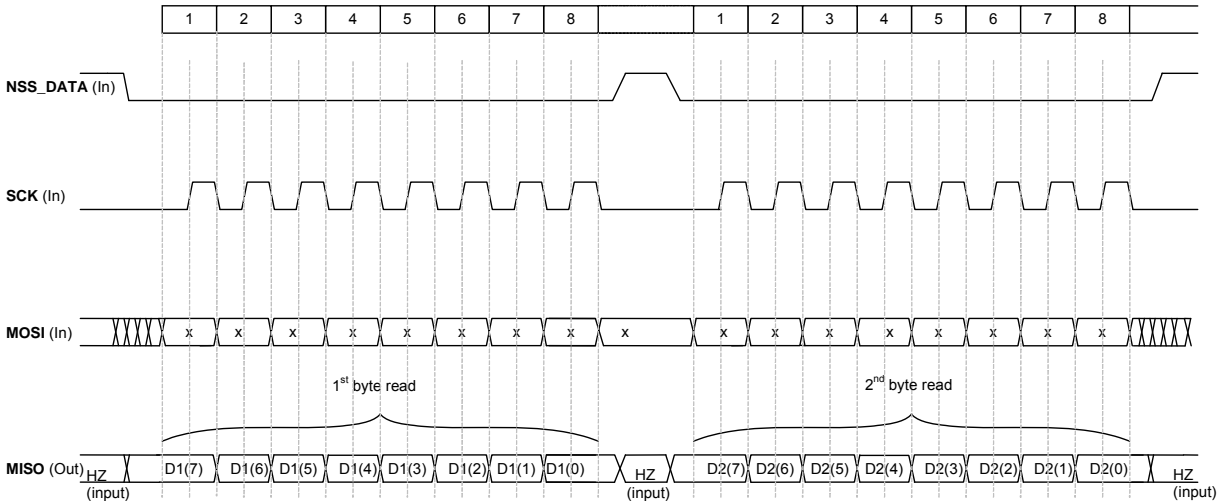 1 2 3 4 5 6 7 8 1 2 3 4 5 6 7 8
NSS_DATA (In)
SCK (In)
MOSI (In) x x x x x x x x x x x x x x x x x
1st byte read 2nd byte read
MISO (Out) HZ D1(7) D1(6) D1(5) D1(4) D1(3) D1(2) D1(1) D1(0) HZ D2(7) D2(6) D2(5) D2(4) D2(3) D2(2) D2(1) D2(0) HZ
(input) (input) (input)